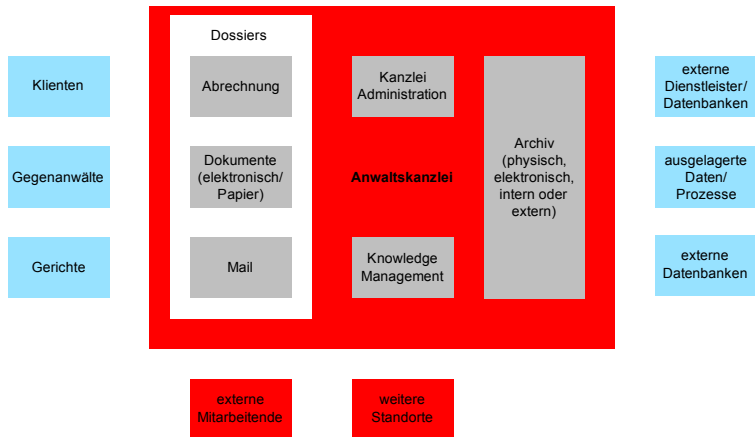 Dossiers
Klienten
Abrechnung
Kanzlei
Administration
externe
Dienstleister/
Datenbanken
Gegenanwälte
Dokumente
(elektronisch/
Papier)
Anwaltskanzlei
Archiv
(physisch,
elektronisch,
intern oder
extern)
ausgelagerte
Daten/
Prozesse
Gerichte
Mail
Knowledge
Management
externe
Datenbanken
externe
Mitarbeitende
weitere
Standorte